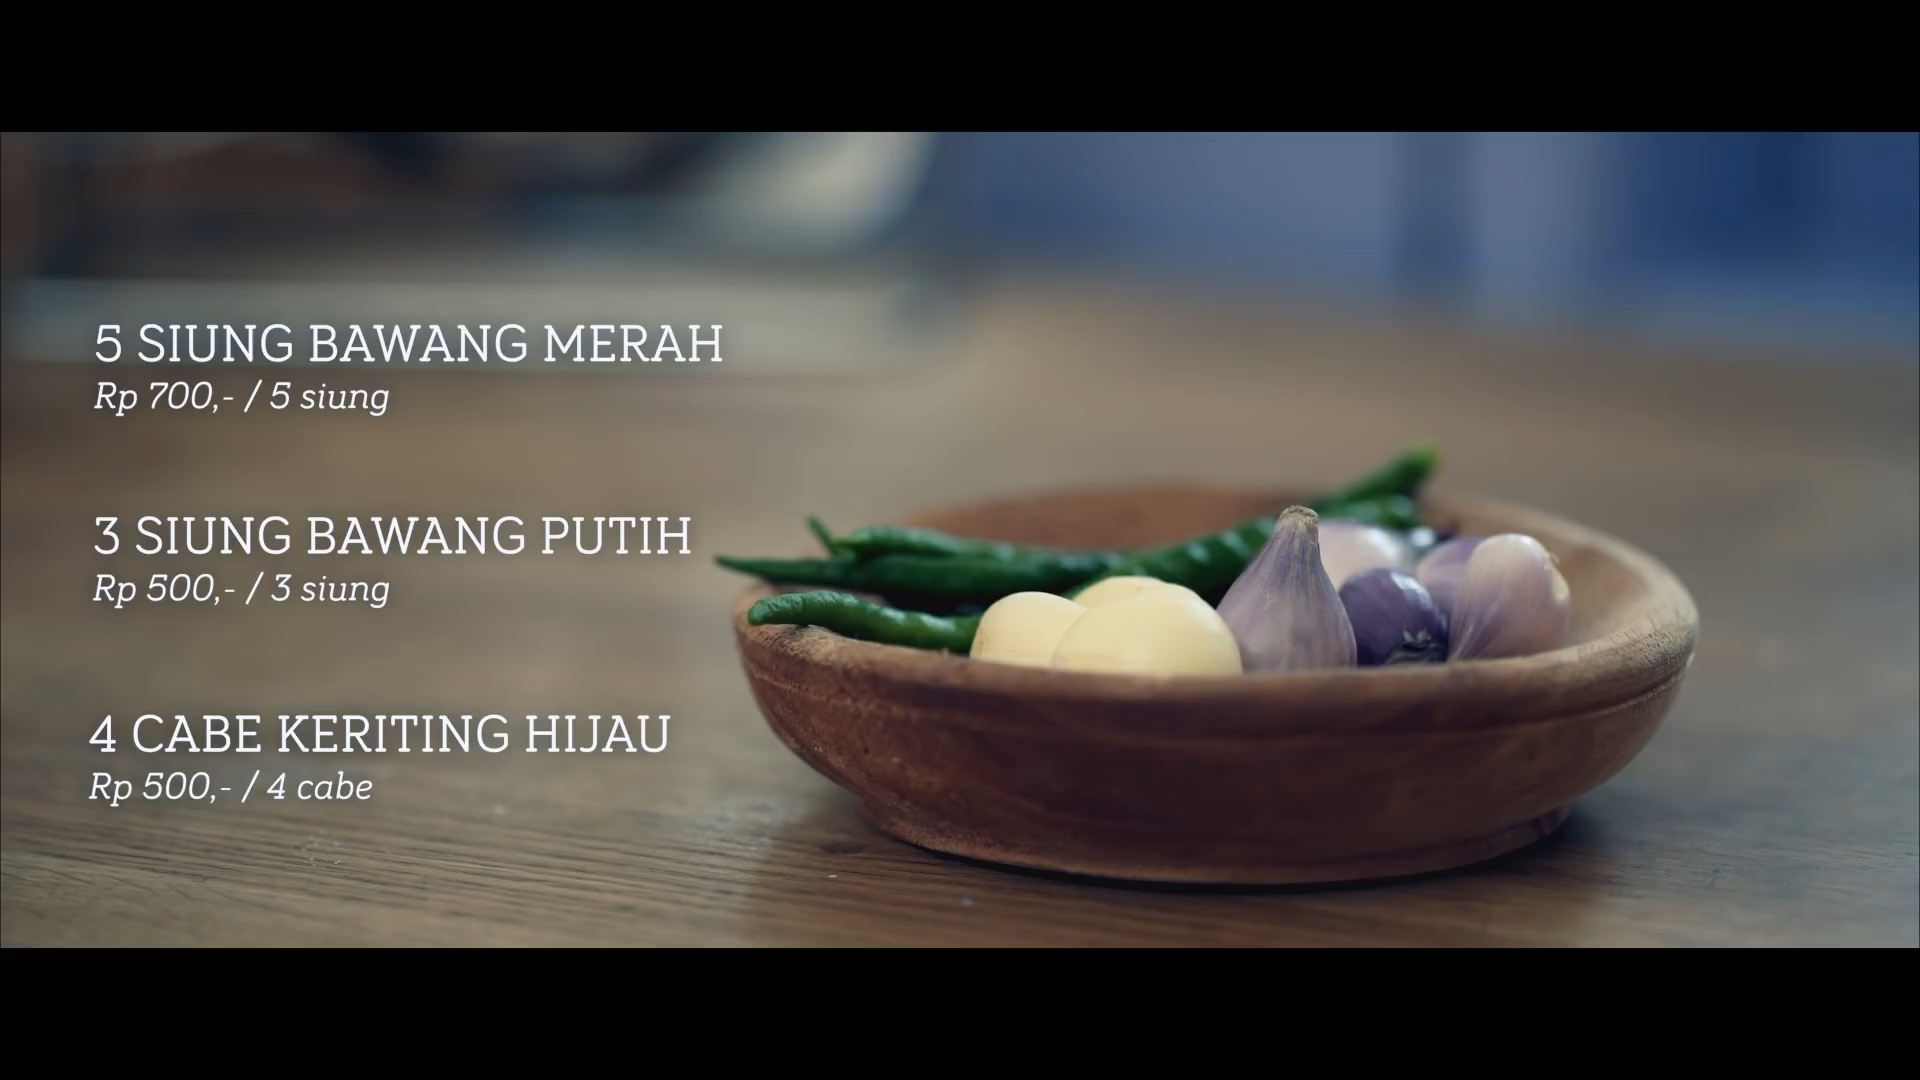 5 SIUNG BAWANG MERAH
Rp 700,- / 5 siung
3 SIUNG BAWANG PUTIH
Rp 500,- / 3 siung
4 CABE KERITING HIJAU
Rp 500,- / 4 cabe